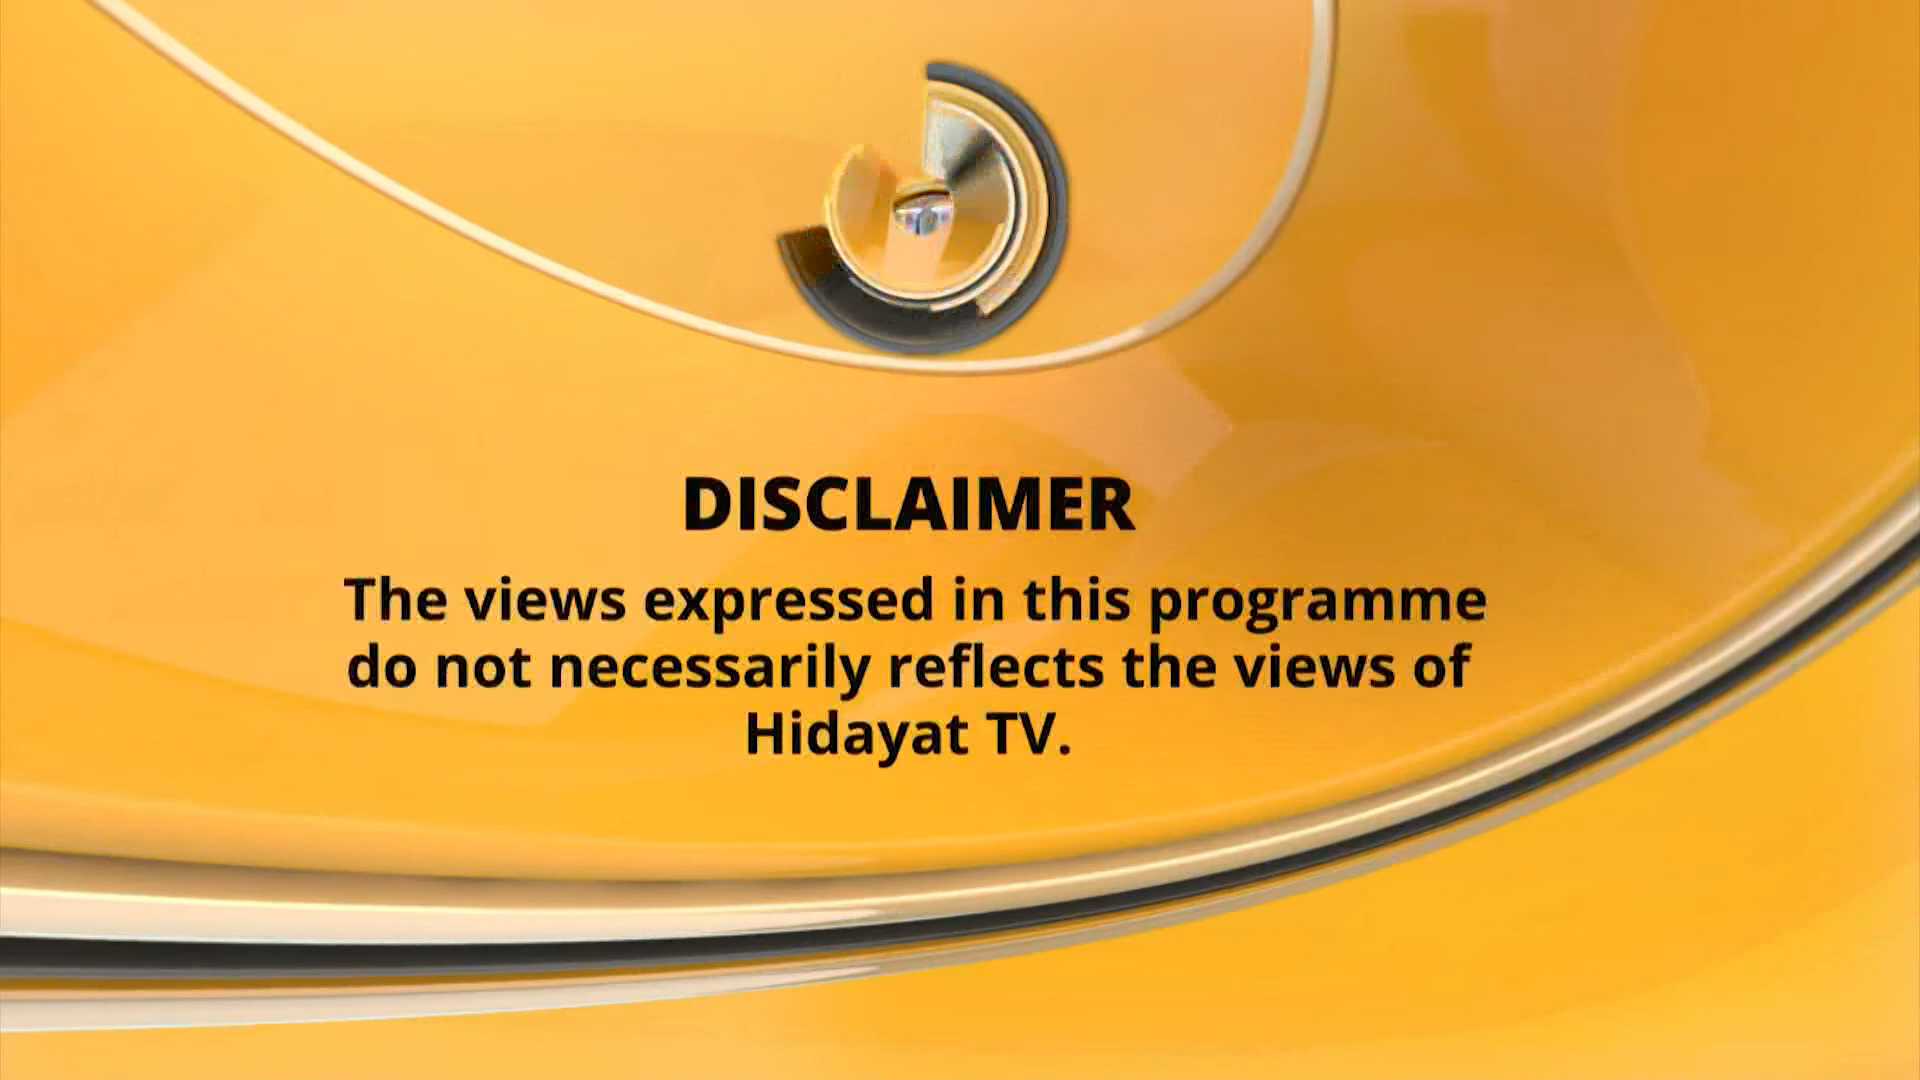 DISCLAIMER
The views expressed in this programme
do not necessarily reflects the views of
Hidayat TV.